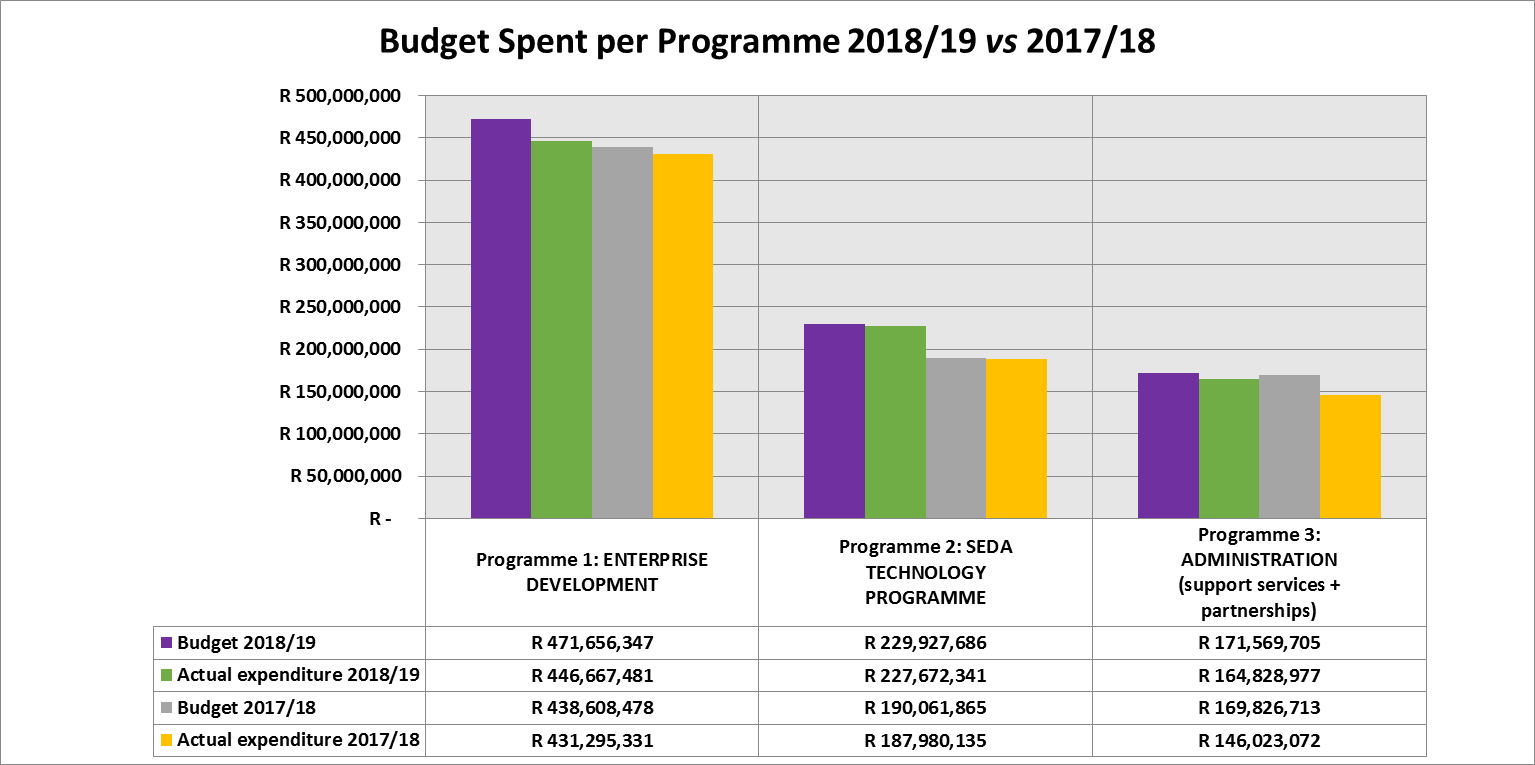 Budget Spent per Programme 2018/19 vs 2017/18
R 500,000,000
R 450,000,000
R 400,000,000
R 350,000,000
R 300,000,000
R 250,000,000
R 200,000,000
R 150,000,000
R 100,000,000
R 50,000,000
R -
Programme 1: ENTERPRISE
DEVELOPMENT
Programme 2: SEDA
TECHNOLOGY
PROGRAMME
Programme 3:
ADMINISTRATION
(support services +
partnerships)
Budget 2018/19 R 471,656,347 R 229,927,686 R 171,569,705
Actual expenditure 2018/19 R 446,667,481 R 227,672,341 R 164,828,977
Budget 2017/18 R 438,608,478 R 190,061,865 R 169,826,713
Actual expenditure 2017/18 R 431,295,331 R 187,980,135 R 146,023,072